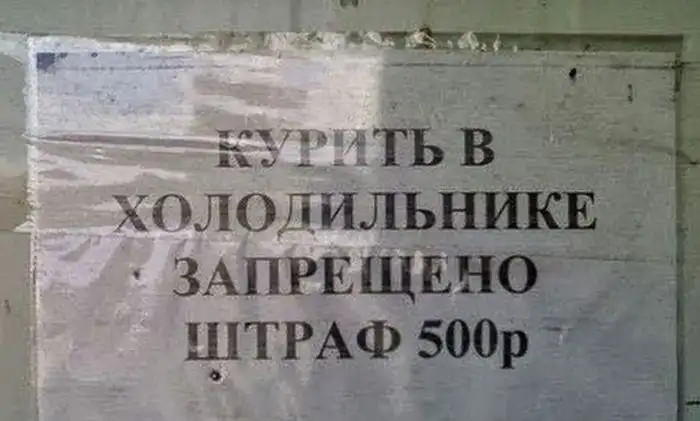 КУРИТЬ В
ХОЛОДИЛЬНИКЕ
ЗАПРЕЩЕНО
ШТРАФ 500р